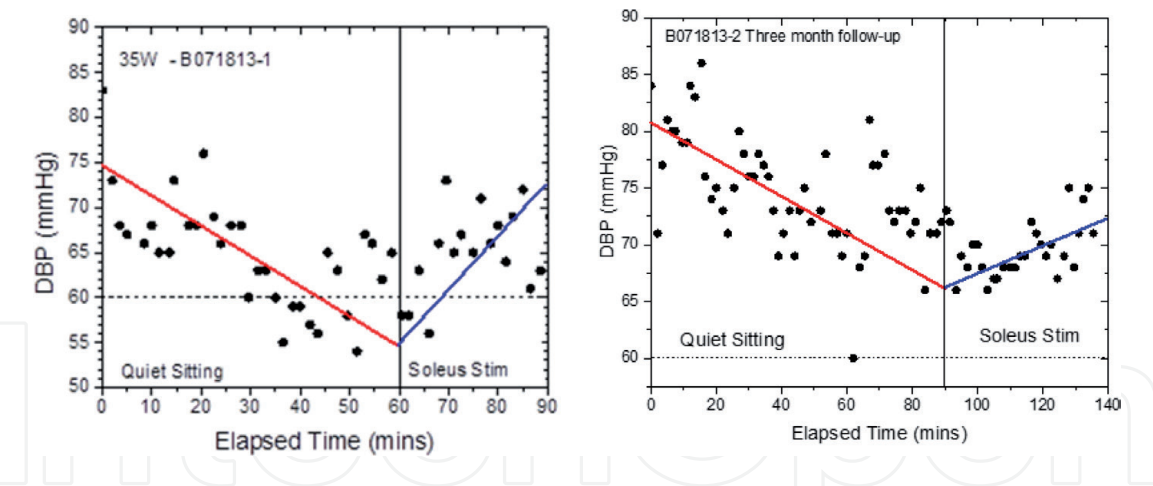 35W - B071813-1
DBP (mmHg)
90
85
80
75
70
65
60
55
50
Quiet Sitting
Soleus Stim
0 10 20 30 40 50 60 70 80 90
Elapsed Time (mins)
B071813-2 Three month follow-up
DBP (mmHg)
90
85
80
75
70
65
60
Quiet Sitting
Soleus Stim
0 20 40 60 80 100 120 140
Elapsed Time (mins)